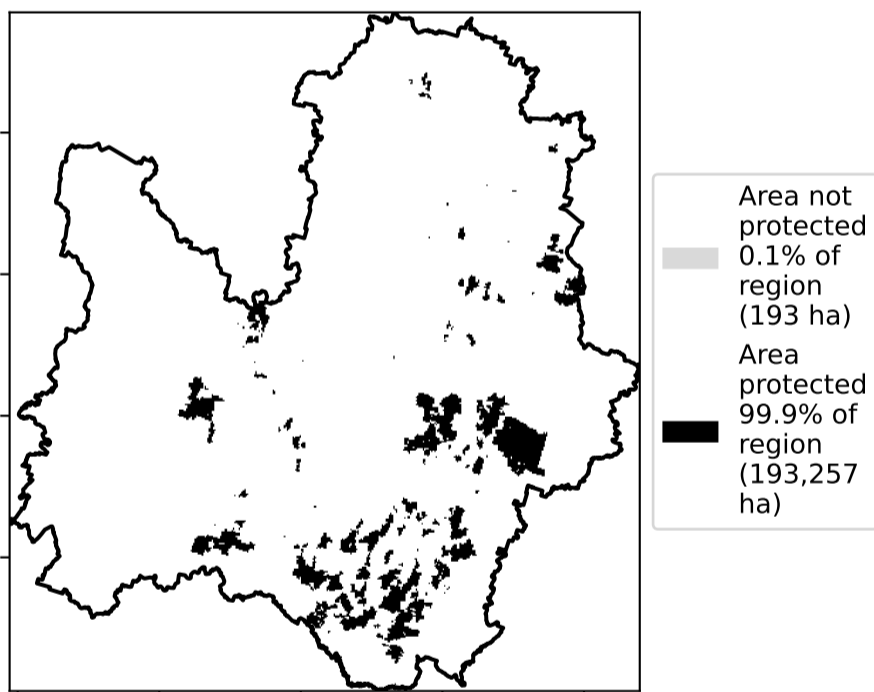 Area not
protected
0.1% of
region
(193 ha)
Area
protected
99.9% of
region
(193,257
ha)